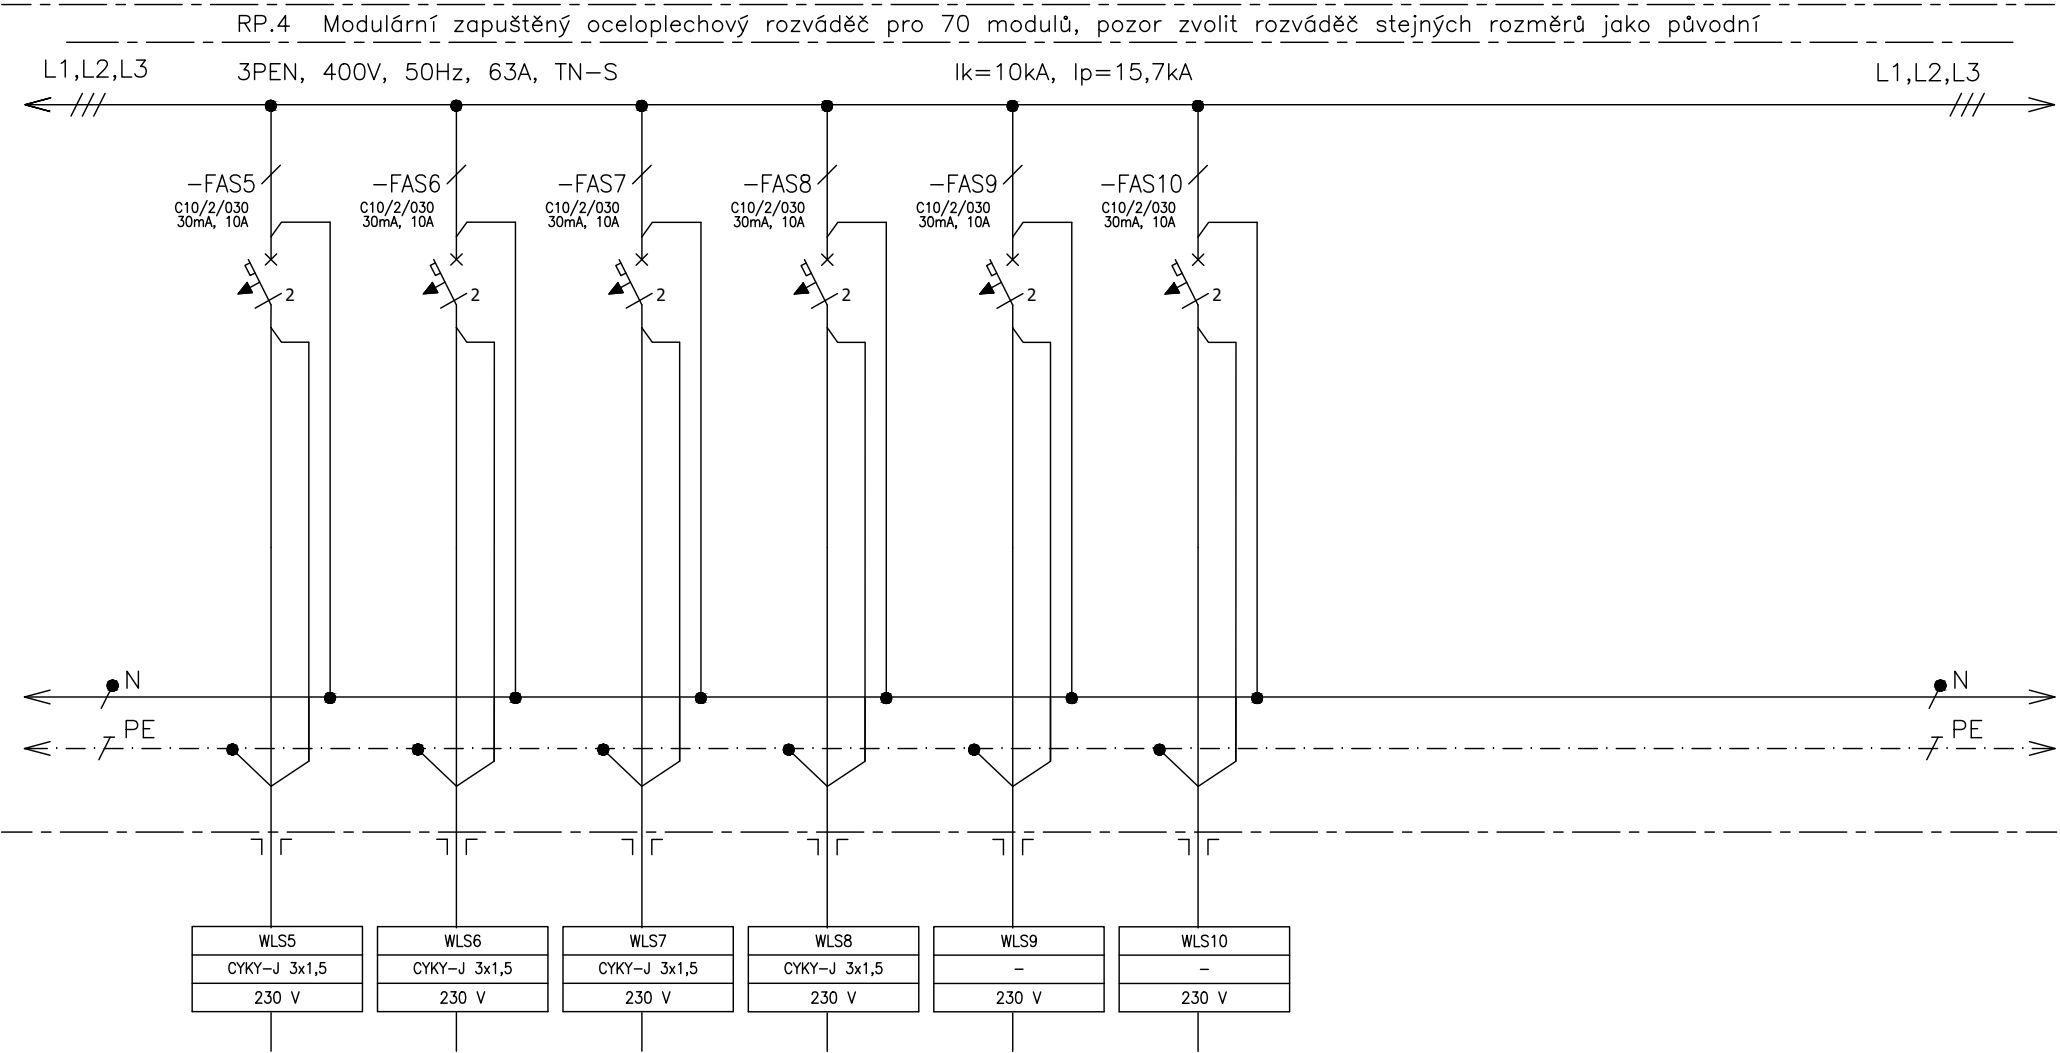 RP.4 Modulární zapuštěný oceloplechový rozváděč pro 70 modulů, pozor zvolit rozváděč stejných rozměrů jako původní
L1,L2,L3 3PEN, 400V, 50Hz, 63A, TN-S Ik=10kA, Ip=15,7kA L1,L2,L3
-FAS5 -FAS6 -FAS7 -FAS8 -FAS9 -FAS10
C10/2/030 C10/2/030 C10/2/030 C10/2/030 C10/2/030 C10/2/030
30mA, 10A 30mA, 10A 30mA, 10A 30mA, 10A 30mA, 10A 30mA, 10A
2 2 2 2 2 2
N N
PE PE
WLS5 WLS6 WLS7 WLS8 WLS9 WLS10
CYKY-J 3x1,5 CYKY-J 3x1,5 CYKY-J 3x1,5 CYKY-J 3x1,5 - -
230 V 230 V 230 V 230 V 230 V 230 V